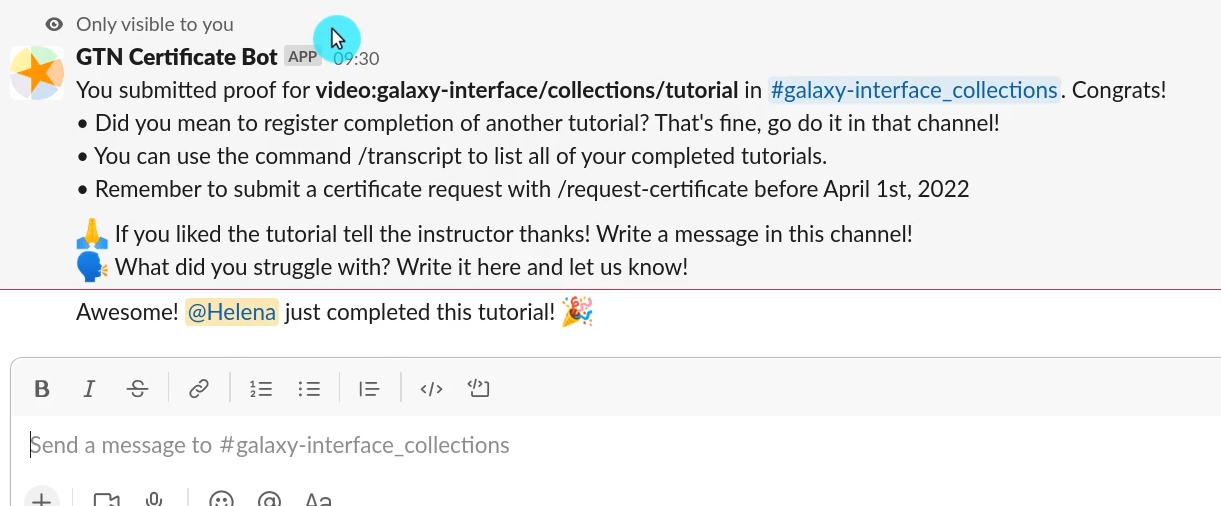 Only visible to you
GTN Certificate Bot APP 09:30
You submitted proof for video:galaxy-interface/collections/tutorial in #galaxy-interface_collections. Congrats!
• Did you mean to register completion of another tutorial? That's fine, go do it in that channel!
• You can use the command /transcript to list all of your completed tutorials.
• Remember to submit a certificate request with /request-certificate before April 1st, 2022
🙏 If you liked the tutorial tell the instructor thanks! Write a message in this channel!
🗣️ What did you struggle with? Write it here and let us know!
Awesome! @Helena just completed this tutorial! 🎉
B I S
Send a message to #galaxy-interface_collections
+ @ Aa